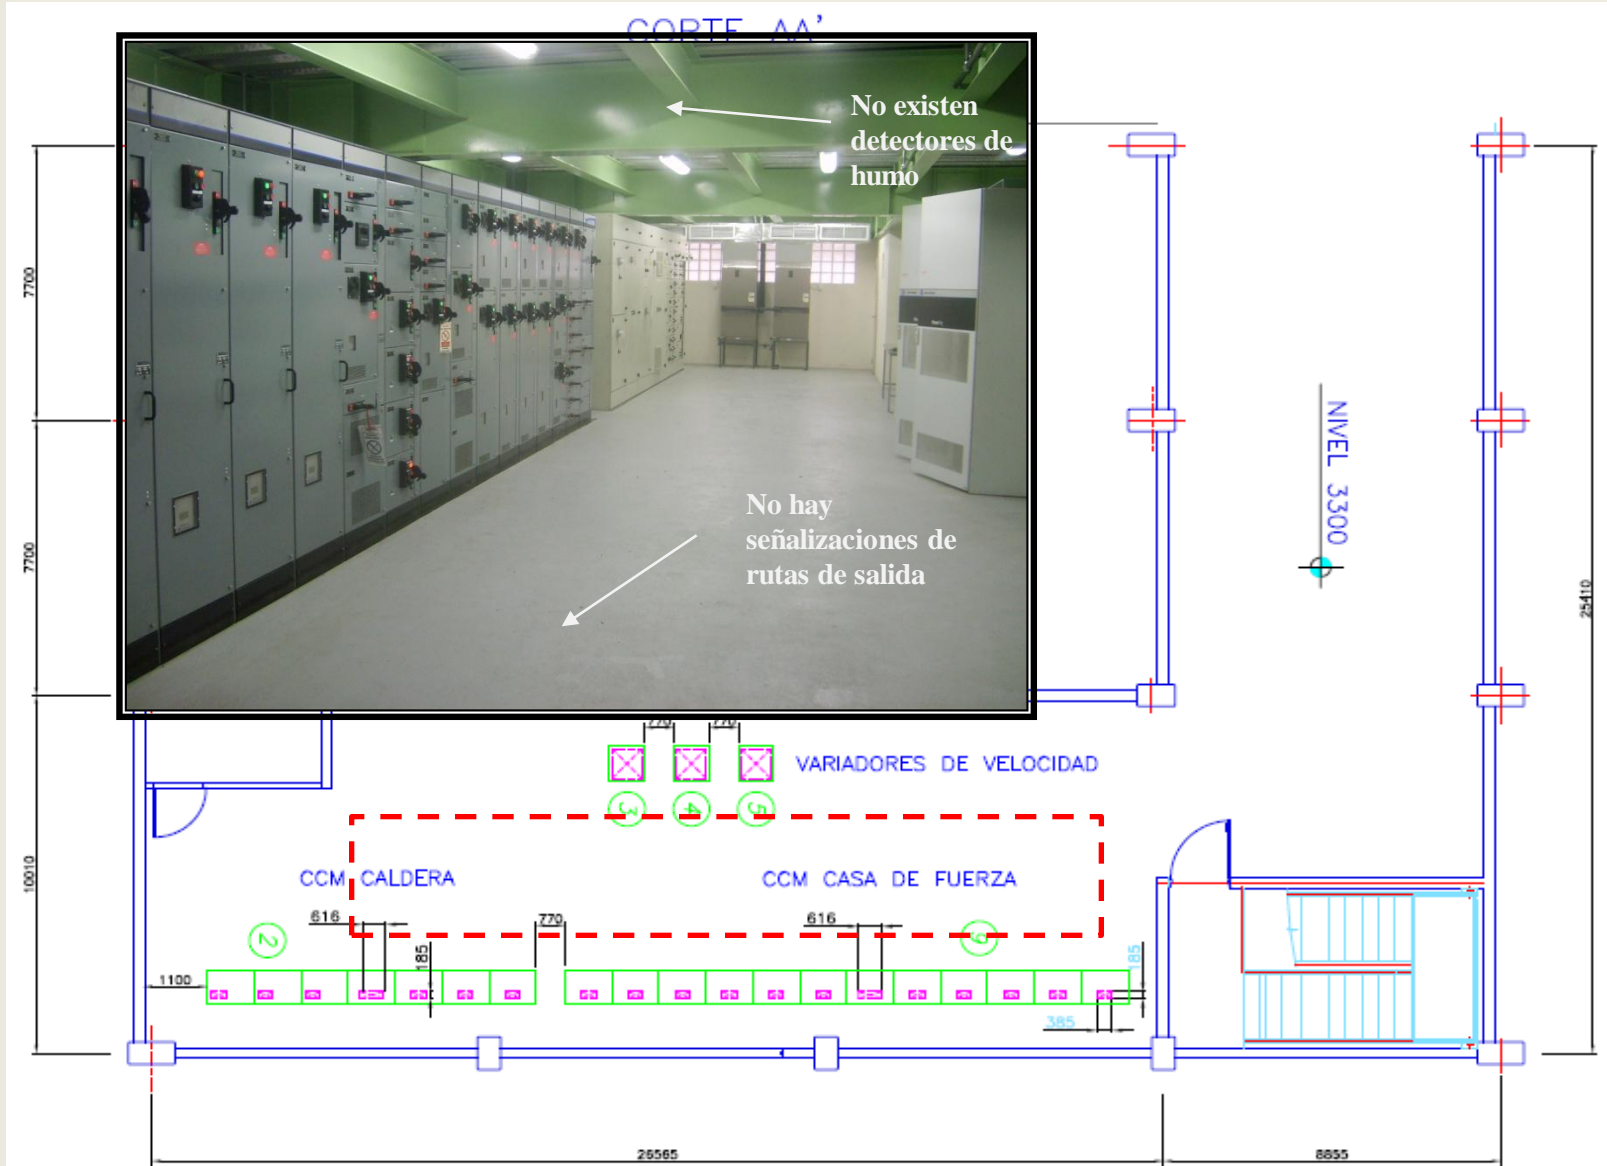 CORTE AA'
No existen
detectores de
humo
No hay
señalizaciones de
rutas de salida
NIVEL 3300
7700
7700
10010
25410
770
770
VARIADORES DE VELOCIDAD
3
4
5
CCM CALDERA
CCM CASA DE FUERZA
2
616
185
770
616
9
185
1100
385
26565
8855